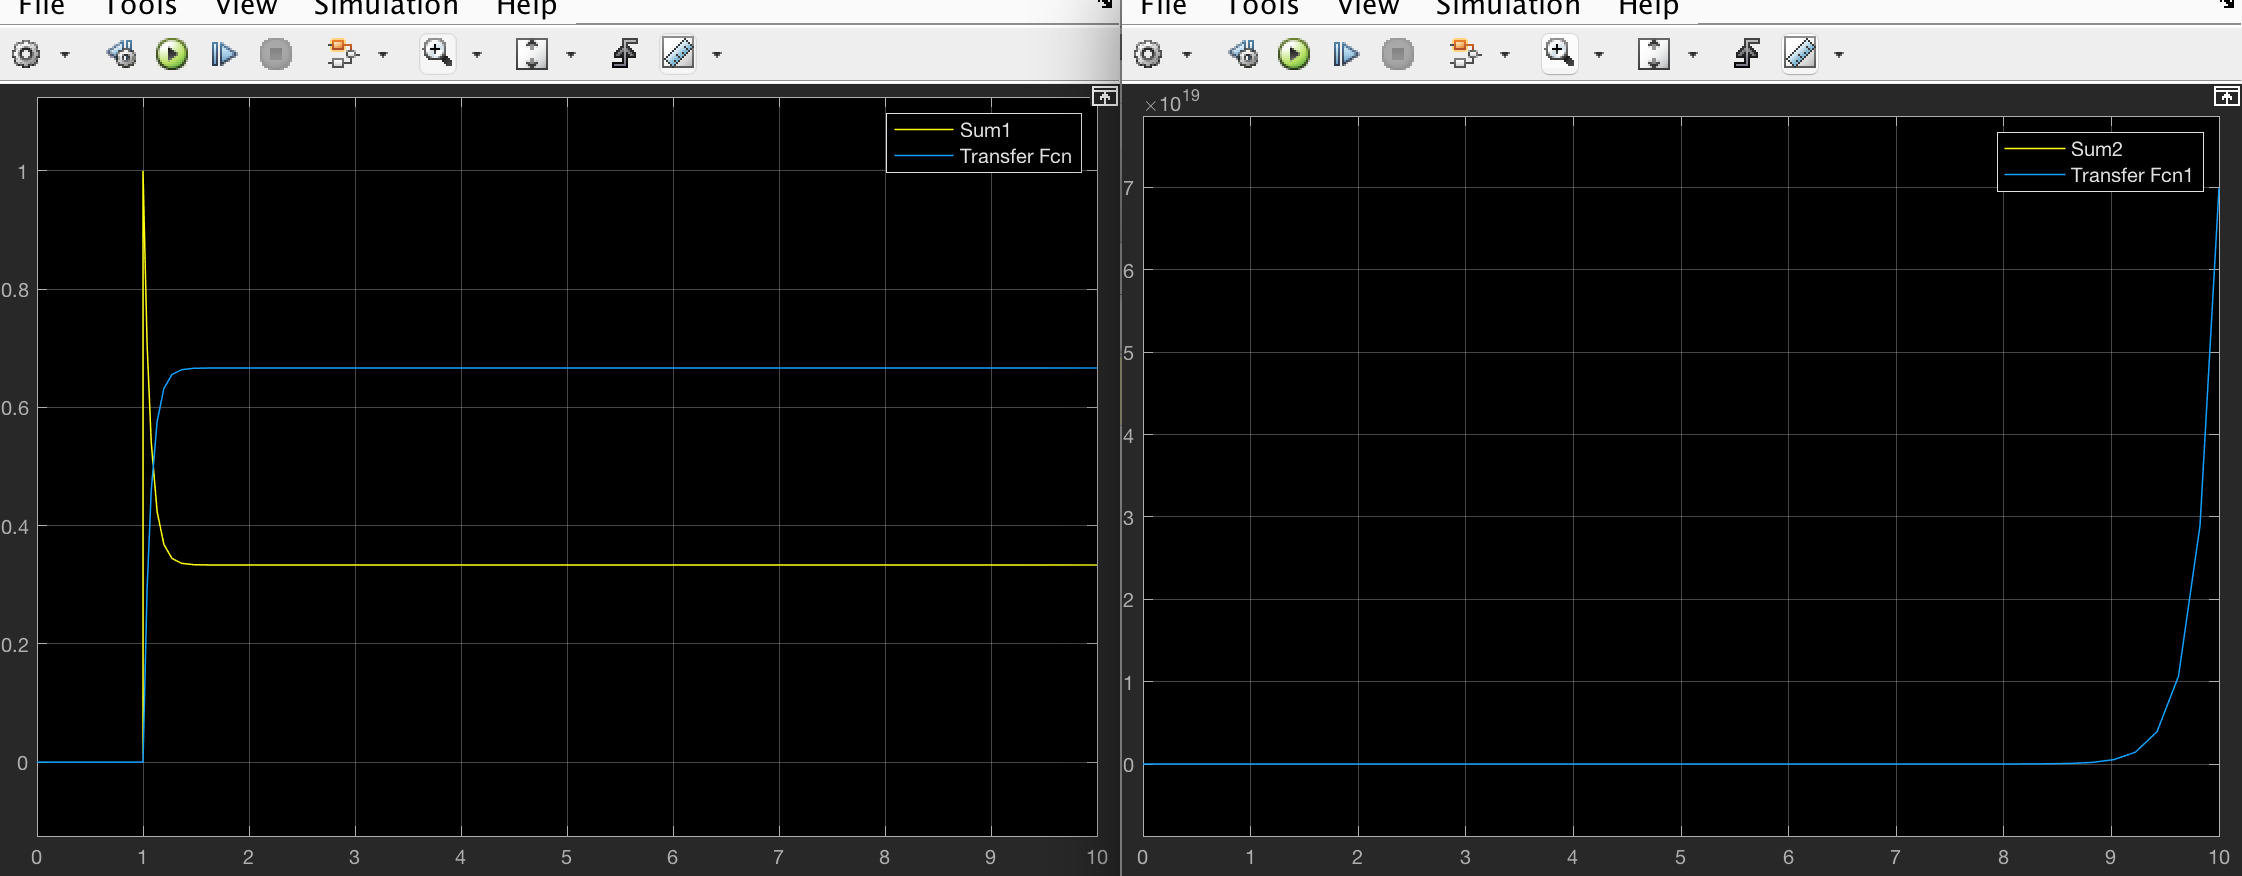 File Tools View Simulation Help
Sum1
Transfer Fcn
1
0.8
0.6
0.4
0.2
0
0 1 2 3 4 5 6 7 8 9 10
File Tools View Simulation Help
×10^19
Sum2
Transfer Fcn1
7
6
5
4
3
2
1
0
0 1 2 3 4 5 6 7 8 9 10